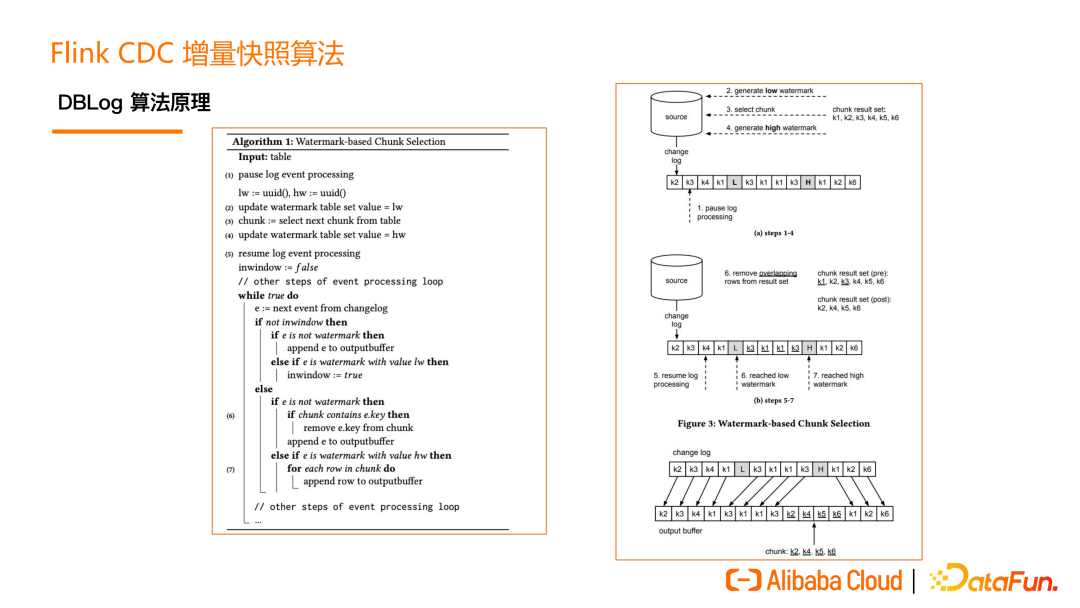 Flink CDC 增量快照算法
DBLog 算法原理
Algorithm 1: Watermark-based Chunk Selection
Input: table
(1) pause log event processing
lw := uuid(), hw := uuid()
(2) update watermark table set value = lw
(3) chunk := select next chunk from table
(4) update watermark table set value = hw
(5) resume log event processing
inwindow := false
// other steps of event processing loop
while true do
e := next event from changelog
if not inwindow then
if e is not watermark then
append e to outputbuffer
else if e is watermark with value lw then
inwindow := true
else
if e is not watermark then
(6) if chunk contains e.key then
remove e.key from chunk
append e to outputbuffer
else if e is watermark with value hw then
(7) for each row in chunk do
append row to outputbuffer
// other steps of event processing loop
...
2. generate low watermark
source
3. select chunk
chunk result set:
k1, k2, k3, k4, k5, k6
4. generate high watermark
change
log
k2 k3 k4 k1 L k3 k1 k1 k3 H k1 k2 k6
1. pause log
processing
(a) steps 1-4
source
6. remove overlapping
rows from result set
chunk result set (pre):
k1, k2, k3, k4, k5, k6
chunk result set (post):
k2, k4, k5, k6
change
log
k2 k3 k4 k1 L k3 k1 k1 k3 H k1 k2 k6
5. resume log
processing
6. reached low
watermark
7. reached high
watermark
(b) steps 5-7
Figure 3: Watermark-based Chunk Selection
change log
k2 k3 k4 k1 L k3 k1 k1 k3 H k1 k2 k6
k2 k3 k4 k1 k3 k1 k1 k3 k2 k4 k5 k6 k1 k2 k6
output buffer
chunk: k2, k4, k5, k6
Alibaba Cloud
DataFun.